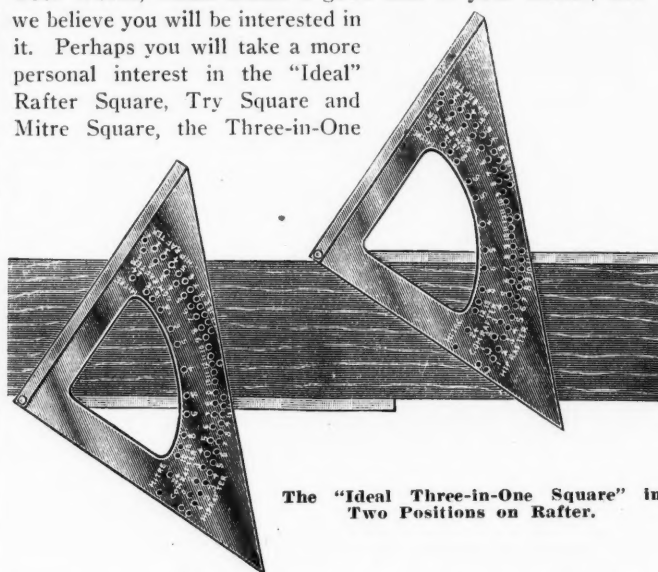 we believe you will be interested in
it. Perhaps you will take a more
personal interest in the "Ideal"
Rafter Square, Try Square and
Mitre Square, the Three-in-One
MITRE
The "Ideal Three-in-One Square" in
Two Positions on Rafter.